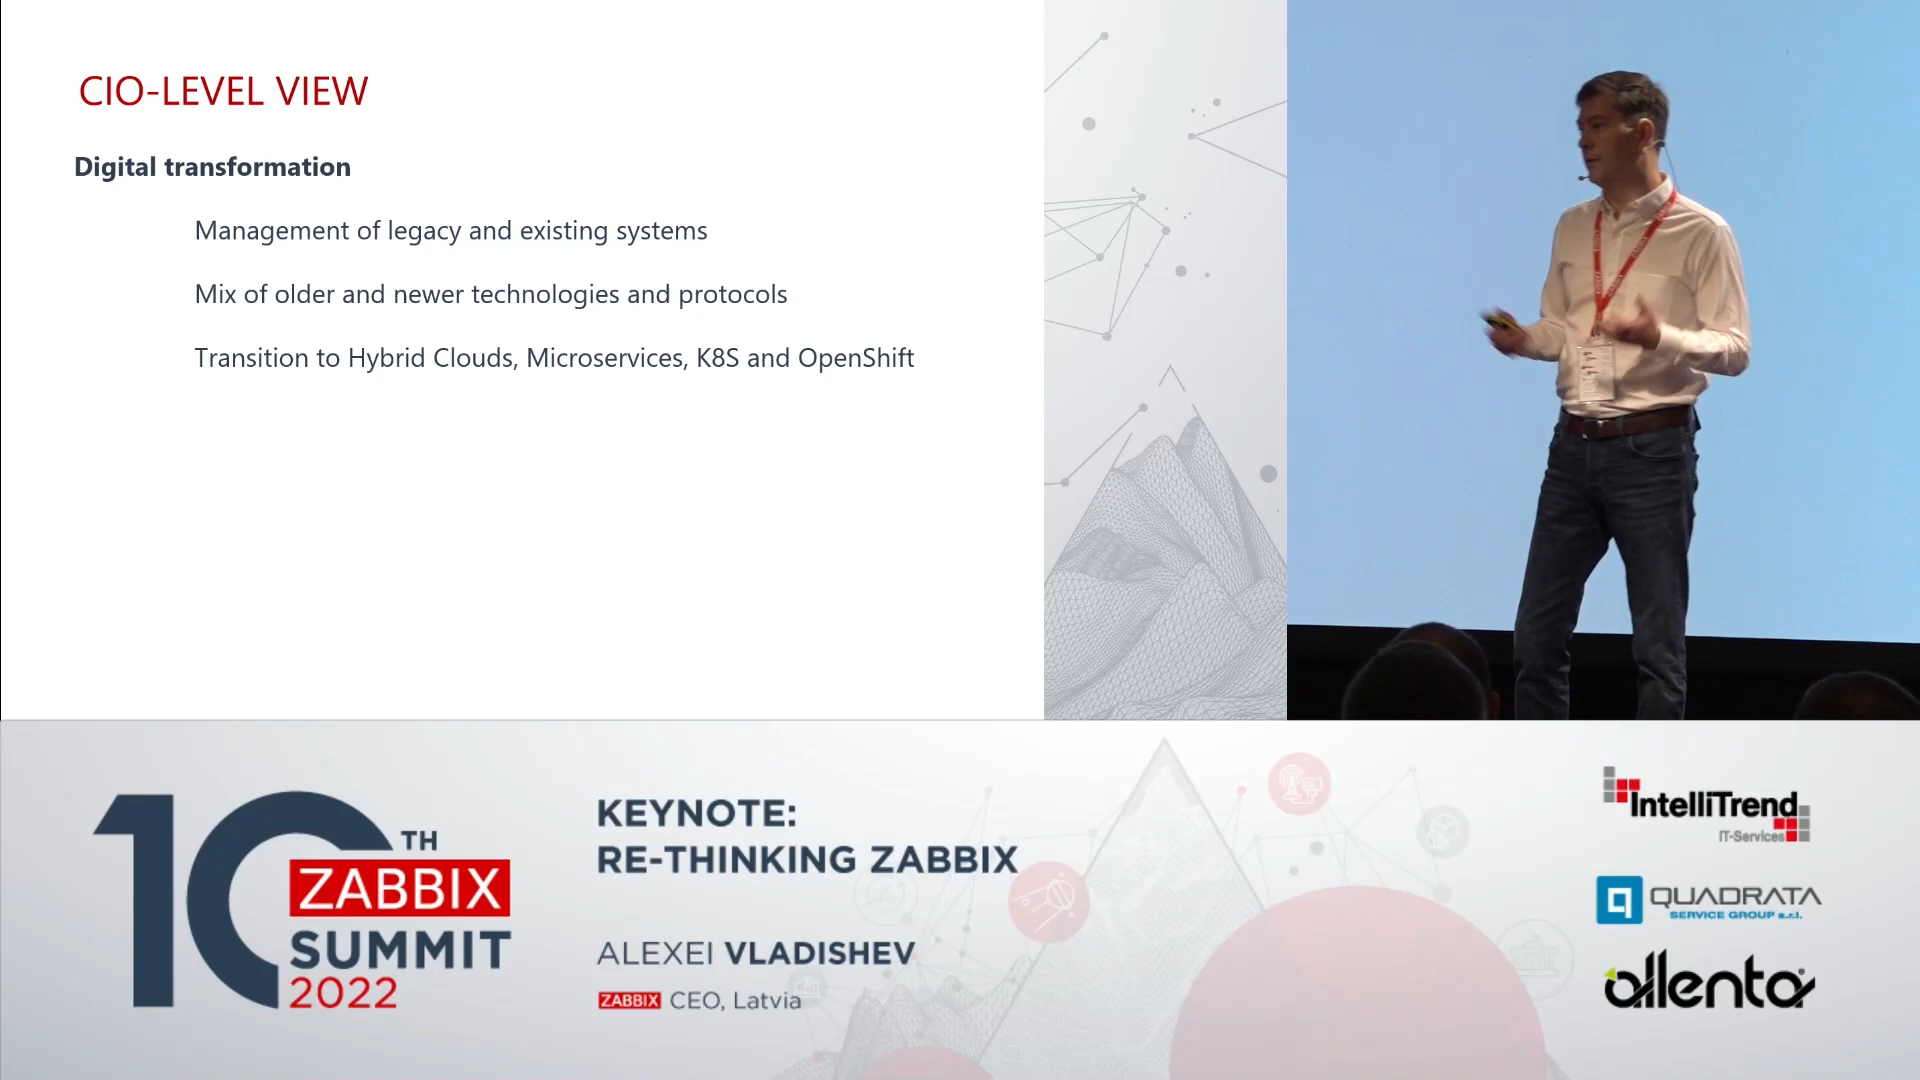 CIO-LEVEL VIEW
Digital transformation
Management of legacy and existing systems
Mix of older and newer technologies and protocols
Transition to Hybrid Clouds, Microservices, K8S and OpenShift
10TH
ZABBIX
SUMMIT
2022
KEYNOTE:
RE-THINKING ZABBIX
ALEXEI VLADISHEV
ZABBIX CEO, Latvia
IntelliTrend
IT-Services
QUADRATA
SERVICE GROUP s.r.l.
allenta